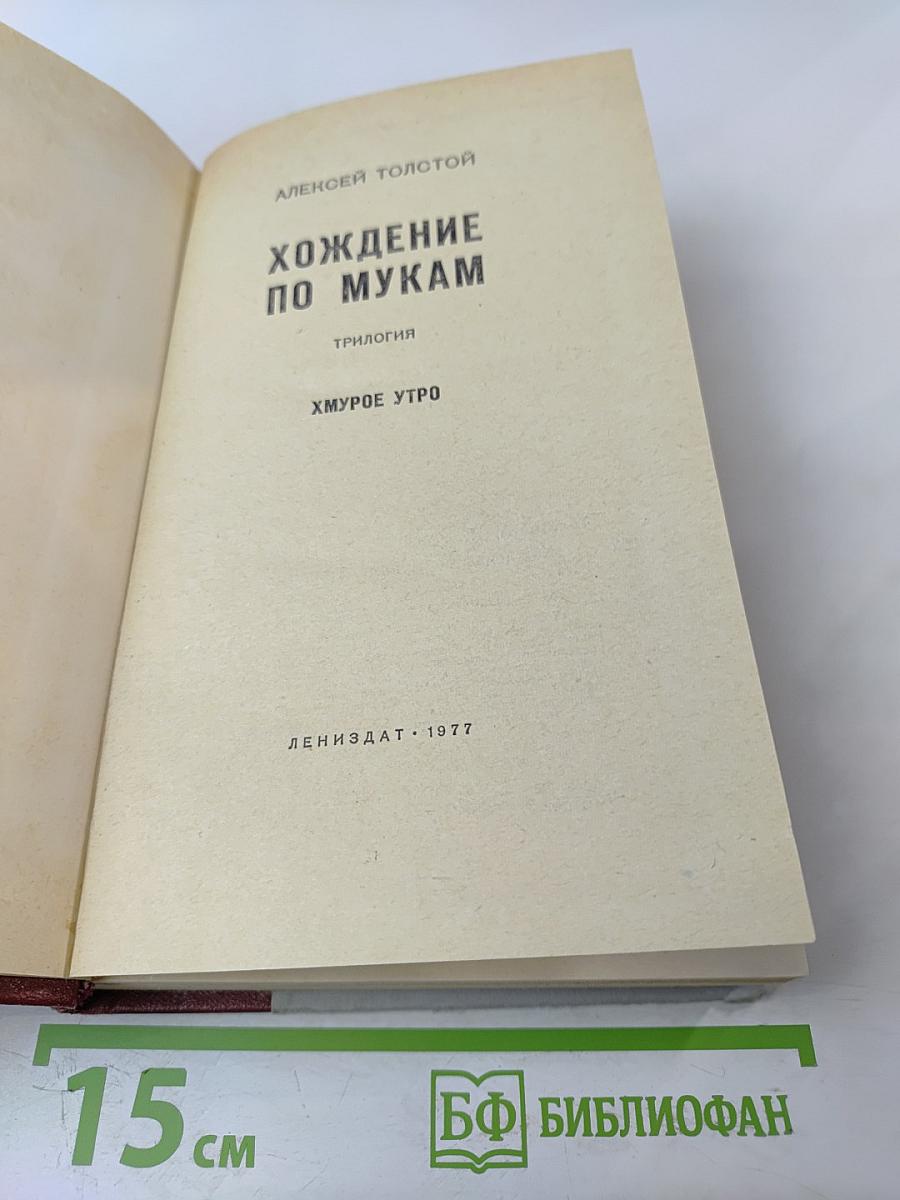 АЛЕКСЕЙ ТОЛСТОЙ
ХОЖДЕНИЕ
ПО МУКАМ
ТРИЛОГИЯ
ХМУРОЕ УТРО
ЛЕНИЗДАТ • 1977
15 см
БФ БИБЛИОФАН